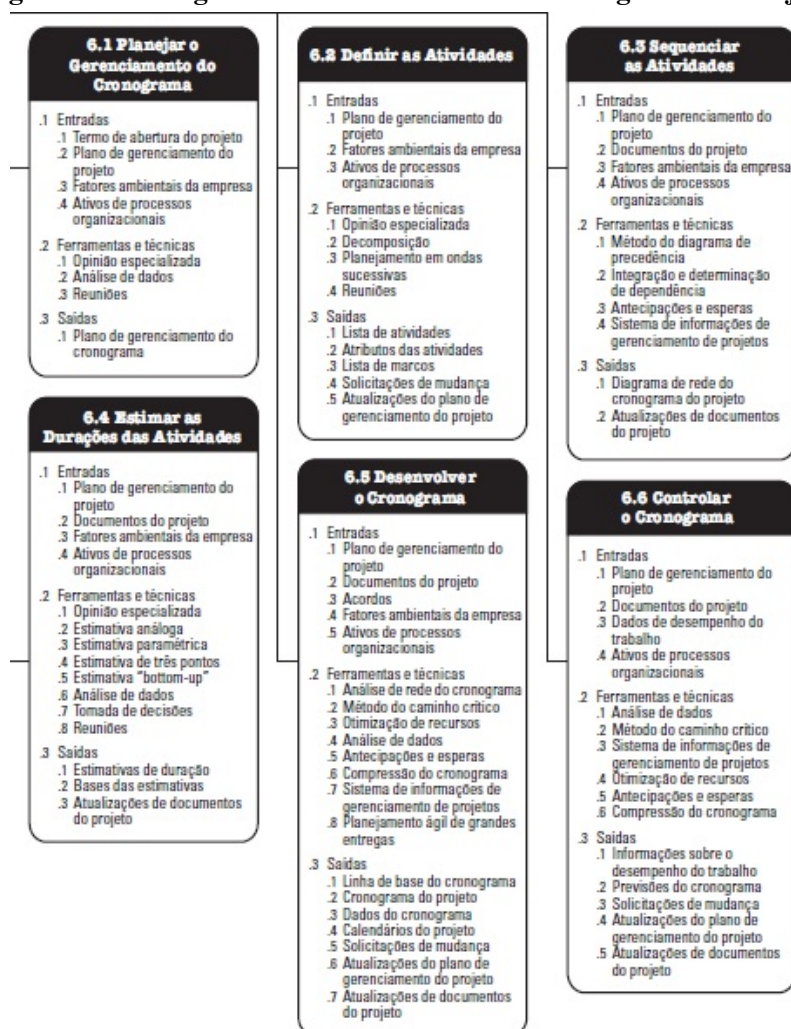 6.1 Planejar o
Gerenciamento do
Cronograma
.1 Entradas
.1 Termo de abertura do projeto
.2 Plano de gerenciamento do
projeto
.3 Fatores ambientais da empresa
.4 Ativos de processos
organizacionais
.2 Ferramentas e técnicas
.1 Opinião especializada
.2 Análise de dados
.3 Reuniões
.3 Saídas
.1 Plano de gerenciamento do
cronograma
6.2 Definir as Atividades
.1 Entradas
.1 Plano de gerenciamento do
projeto
.2 Fatores ambientais da empresa
.3 Ativos de processos
organizacionais
.2 Ferramentas e técnicas
.1 Opinião especializada
.2 Decomposição
.3 Planejamento em ondas
sucessivas
.4 Reuniões
.3 Saídas
.1 Lista de atividades
.2 Atributos das atividades
.3 Lista de marcos
.4 Solicitações de mudança
.5 Atualizações do plano de
gerenciamento do projeto
6.3 Sequenciar
as Atividades
.1 Entradas
.1 Plano de gerenciamento do
projeto
.2 Documentos do projeto
.3 Fatores ambientais da empresa
.4 Ativos de processos
organizacionais
.2 Ferramentas e técnicas
.1 Método do diagrama de
precedência
.2 Integração e determinação
de dependência
.3 Antecipações e esperas
.4 Sistema de informações de
gerenciamento de projetos
.3 Saídas
.1 Diagrama de rede do
cronograma do projeto
.2 Atualizações de documentos
do projeto
6.4 Estimar as
Durações das Atividades
.1 Entradas
.1 Plano de gerenciamento do
projeto
.2 Documentos do projeto
.3 Fatores ambientais da empresa
.4 Ativos de processos
organizacionais
.2 Ferramentas e técnicas
.1 Opinião especializada
.2 Estimativa análoga
.3 Estimativa paramétrica
.4 Estimativa de três pontos
.5 Estimativa “bottom-up”
.6 Análise de dados
.7 Tomada de decisões
.8 Reuniões
.3 Saídas
.1 Estimativas de duração
.2 Bases das estimativas
.3 Atualizações de documentos
do projeto
6.5 Desenvolver
o Cronograma
.1 Entradas
.1 Plano de gerenciamento do
projeto
.2 Documentos do projeto
.3 Acordos
.4 Fatores ambientais da empresa
.5 Ativos de processos
organizacionais
.2 Ferramentas e técnicas
.1 Análise de rede do cronograma
.2 Método do caminho crítico
.3 Otimização de recursos
.4 Análise de dados
.5 Antecipações e esperas
.6 Compressão do cronograma
.7 Sistema de informações de
gerenciamento de projetos
.8 Planejamento ágil de grandes
entregas
.3 Saídas
.1 Linha de base do cronograma
.2 Cronograma do projeto
.3 Dados do cronograma
.4 Calendários do projeto
.5 Solicitações de mudança
.6 Atualizações do plano de
gerenciamento do projeto
.7 Atualizações de documentos
do projeto
6.6 Controlar
o Cronograma
.1 Entradas
.1 Plano de gerenciamento do
projeto
.2 Documentos do projeto
.3 Dados de desempenho do
trabalho
.4 Ativos de processos
organizacionais
.2 Ferramentas e técnicas
.1 Análise de dados
.2 Método do caminho crítico
.3 Sistema de informações de
gerenciamento de projetos
.4 Otimização de recursos
.5 Antecipações e esperas
.6 Compressão do cronograma
.3 Saídas
.1 Informações sobre o
desempenho do trabalho
.2 Previsões do cronograma
.3 Solicitações de mudança
.4 Atualizações do plano de
gerenciamento do projeto
.5 Atualizações de documentos
do projeto